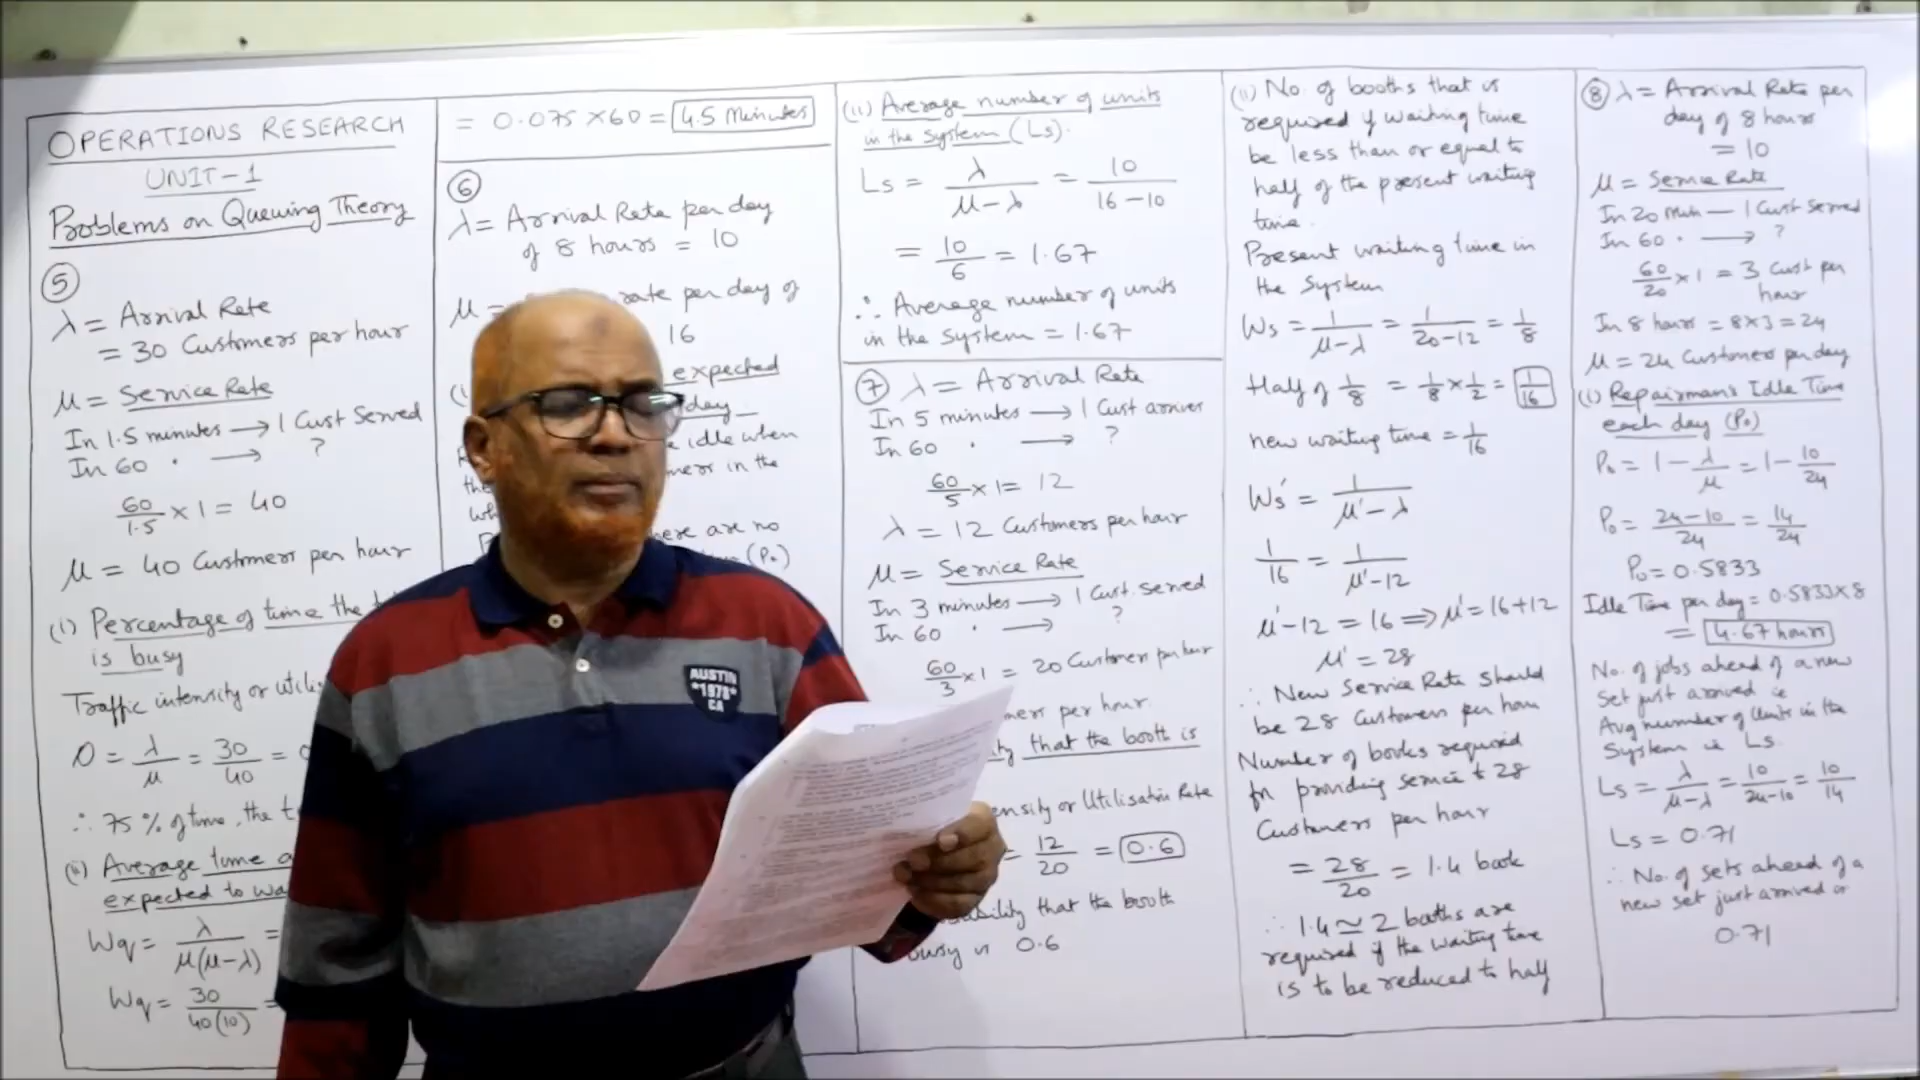 OPERATIONS RESEARCH
UNIT-1
Problems on Queuing Theory
⑤
λ = Arrival Rate
= 30 Customers per hour
μ = Service Rate
In 1.5 minutes → 1 Cust Served
In 60 " → ?
60/1.5 × 1 = 40
μ = 40 Customers per hour
(i) Percentage of time the
is busy
Traffic intensity or
ρ = λ/μ = 30/40 =
∴ 75% of time, the
(ii) Average time
expected to
Wq = λ/μ(μ-λ) =
Wq = 30/40(10) =
= 0.075 × 60 = 4.5 Minutes
⑥
λ = Arrival Rate per day
of 8 hours = 10
μ = rate per day of
16
(i expected
day
idle when
the in the
there are no
(P₀)
(ii) Average number of units
in the system (Ls).
Ls = λ/μ-λ = 10/16-10
= 10/6 = 1.67
∴ Average number of units
in the system = 1.67
⑦ λ = Arrival Rate
In 5 minutes → 1 Cust arrives
In 60 " → ?
60/5 × 1 = 12
λ = 12 Customers per hour
μ = Service Rate
In 3 minutes → 1 Cust. served
In 60 " → ?
60/3 × 1 = 20 Customer per hour
per hour.
that the booth is
or Utilisation Rate
= 12/20 = 0.6
that the booth
busy is 0.6
(ii) No. of booths that is
required if waiting time
be less than or equal to
half of the present waiting
time.
Present waiting time in
the System
Ws = 1/μ-λ = 1/20-12 = 1/8
Half of 1/8 = 1/8 × 1/2 = 1/16
new waiting time = 1/16
Ws' = 1/μ'-λ
1/16 = 1/μ'-12
μ'-12 = 16 ⇒ μ' = 16+12
μ' = 28
∴ New Service Rate should
be 28 Customers per hour
Number of required
for providing service to 28
Customers per hour
= 28/20 = 1.4
∴ 1.4 ≃ 2 booths are
required if the waiting time
is to be reduced to half
⑧ λ = Arrival Rate per
day of 8 hours
= 10
μ = Service Rate
In 20 Min — 1 Cust Served
In 60 " → ?
60/20 × 1 = 3 Cust per
hour
In 8 hours = 8×3 = 24
μ = 24 Customers per day
(i) Repairman's Idle Time
each day (P₀)
P₀ = 1 - λ/μ = 1 - 10/24
P₀ = 24-10/24 = 14/24
P₀ = 0.5833
Idle Time per day = 0.5833×8
= 4.67 hours
No. of jobs ahead of a new
Set just arrived ie
Avg number of Units in the
System ie Ls.
Ls = λ/μ-λ = 10/24-10 = 10/14
Ls = 0.71
∴ No. of sets ahead of a
new set just arrived is
0.71
AUSTIN
*1978*
CA